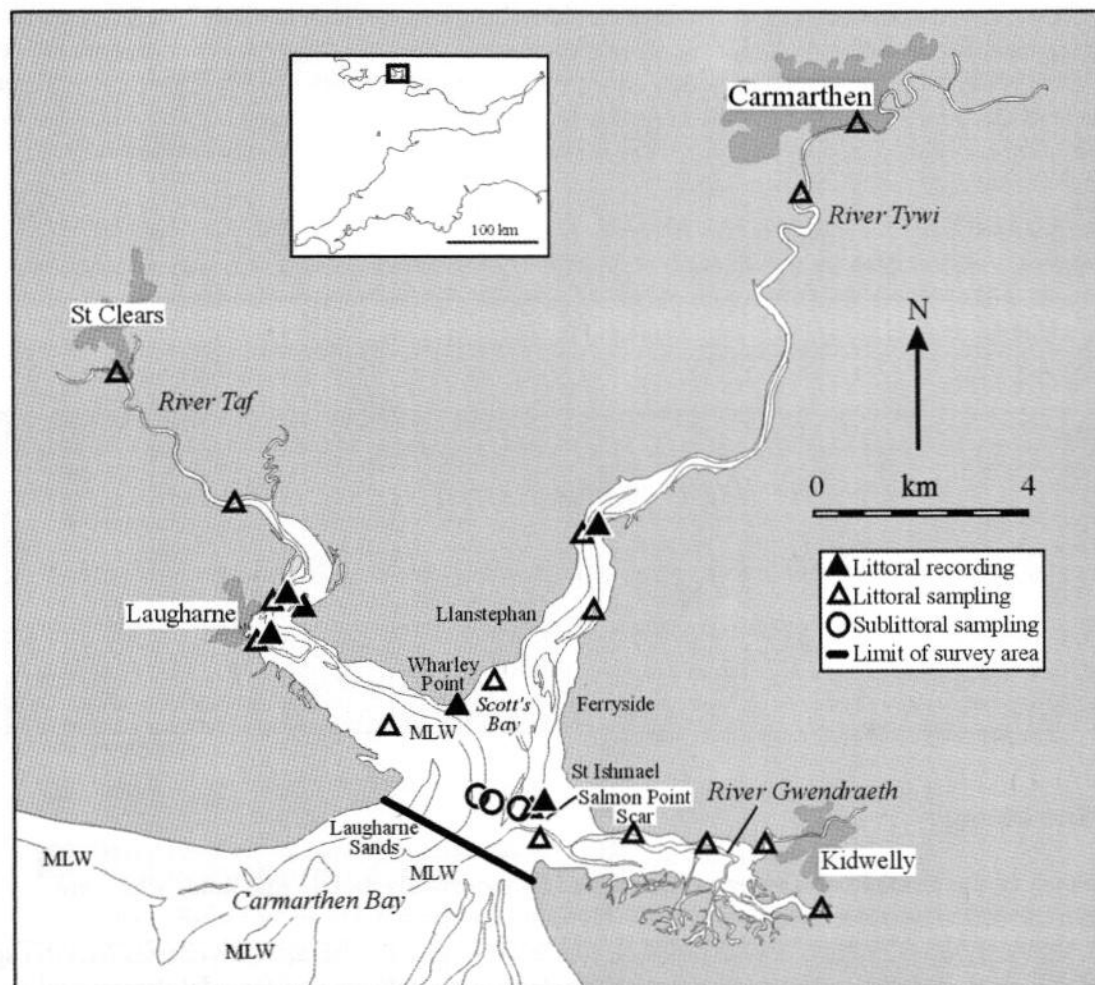 100 km
Carmarthen
River Tywi
St Clears
River Taf
N
0 km 4
Littoral recording
Littoral sampling
Sublittoral sampling
Limit of survey area
Laugharne
Llanstephan
Wharley
Point
Scott's
Bay
Ferryside
MLW
St Ishmael
Salmon Point
Scar
River Gwendraeth
Laugharne
Sands
Kidwelly
MLW
MLW
Carmarthen Bay
MLW